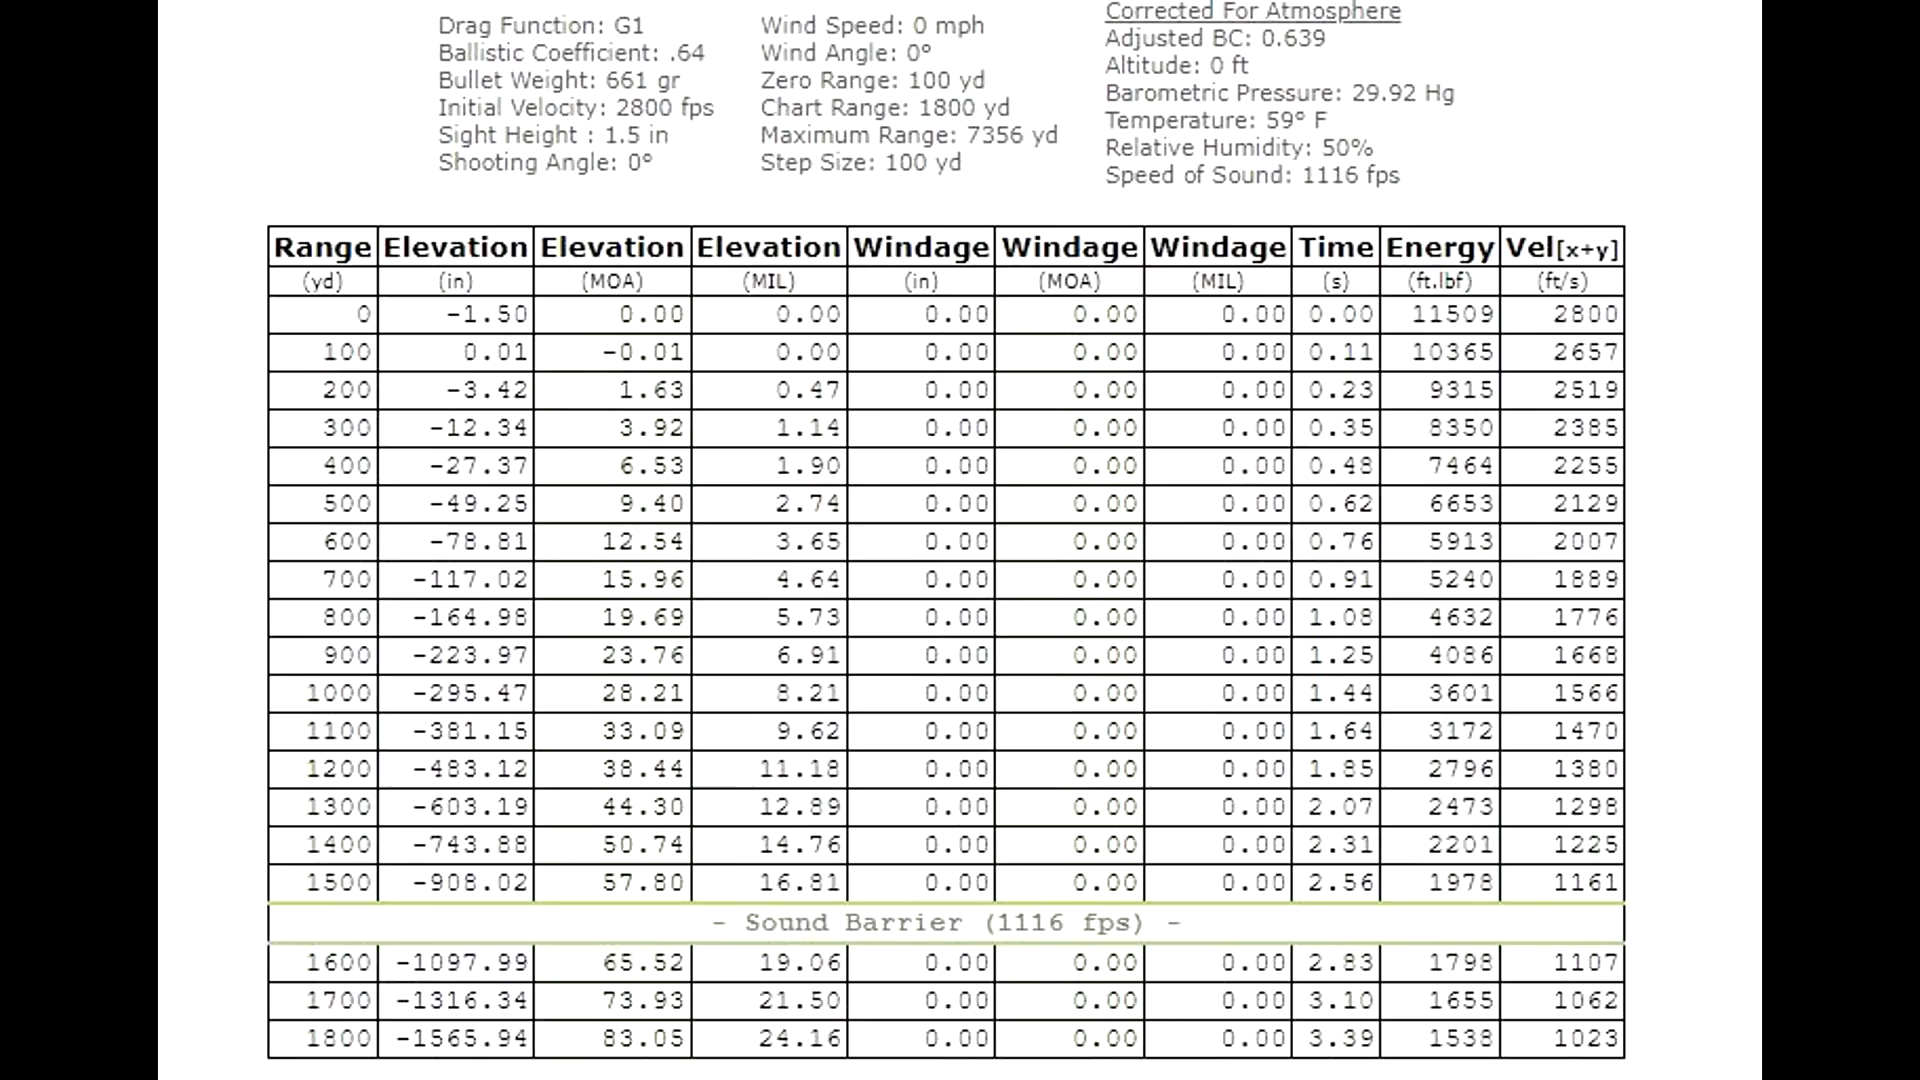 Drag Function: G1
Ballistic Coefficient: .64
Bullet Weight: 661 gr
Initial Velocity: 2800 fps
Sight Height : 1.5 in
Shooting Angle: 0°
Wind Speed: 0 mph
Wind Angle: 0°
Zero Range: 100 yd
Chart Range: 1800 yd
Maximum Range: 7356 yd
Step Size: 100 yd
Corrected For Atmosphere
Adjusted BC: 0.639
Altitude: 0 ft
Barometric Pressure: 29.92 Hg
Temperature: 59° F
Relative Humidity: 50%
Speed of Sound: 1116 fps
Range Elevation Elevation Elevation Windage Windage Windage Time Energy Vel[x+y]
(yd) (in) (MOA) (MIL) (in) (MOA) (MIL) (s) (ft.lbf) (ft/s)
0 -1.50 0.00 0.00 0.00 0.00 0.00 0.00 11509 2800
100 0.01 -0.01 0.00 0.00 0.00 0.00 0.11 10365 2657
200 -3.42 1.63 0.47 0.00 0.00 0.00 0.23 9315 2519
300 -12.34 3.92 1.14 0.00 0.00 0.00 0.35 8350 2385
400 -27.37 6.53 1.90 0.00 0.00 0.00 0.48 7464 2255
500 -49.25 9.40 2.74 0.00 0.00 0.00 0.62 6653 2129
600 -78.81 12.54 3.65 0.00 0.00 0.00 0.76 5913 2007
700 -117.02 15.96 4.64 0.00 0.00 0.00 0.91 5240 1889
800 -164.98 19.69 5.73 0.00 0.00 0.00 1.08 4632 1776
900 -223.97 23.76 6.91 0.00 0.00 0.00 1.25 4086 1668
1000 -295.47 28.21 8.21 0.00 0.00 0.00 1.44 3601 1566
1100 -381.15 33.09 9.62 0.00 0.00 0.00 1.64 3172 1470
1200 -483.12 38.44 11.18 0.00 0.00 0.00 1.85 2796 1380
1300 -603.19 44.30 12.89 0.00 0.00 0.00 2.07 2473 1298
1400 -743.88 50.74 14.76 0.00 0.00 0.00 2.31 2201 1225
1500 -908.02 57.80 16.81 0.00 0.00 0.00 2.56 1978 1161
- Sound Barrier (1116 fps) -
1600 -1097.99 65.52 19.06 0.00 0.00 0.00 2.83 1798 1107
1700 -1316.34 73.93 21.50 0.00 0.00 0.00 3.10 1655 1062
1800 -1565.94 83.05 24.16 0.00 0.00 0.00 3.39 1538 1023